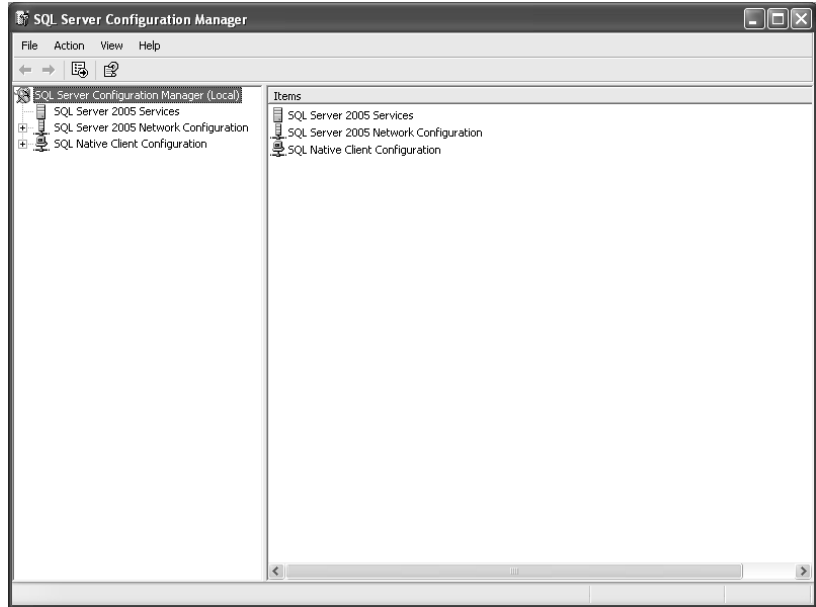 SQL Server Configuration Manager
File Action View Help
SQL Server Configuration Manager (Local)
SQL Server 2005 Services
SQL Server 2005 Network Configuration
SQL Native Client Configuration
Items
SQL Server 2005 Services
SQL Server 2005 Network Configuration
SQL Native Client Configuration